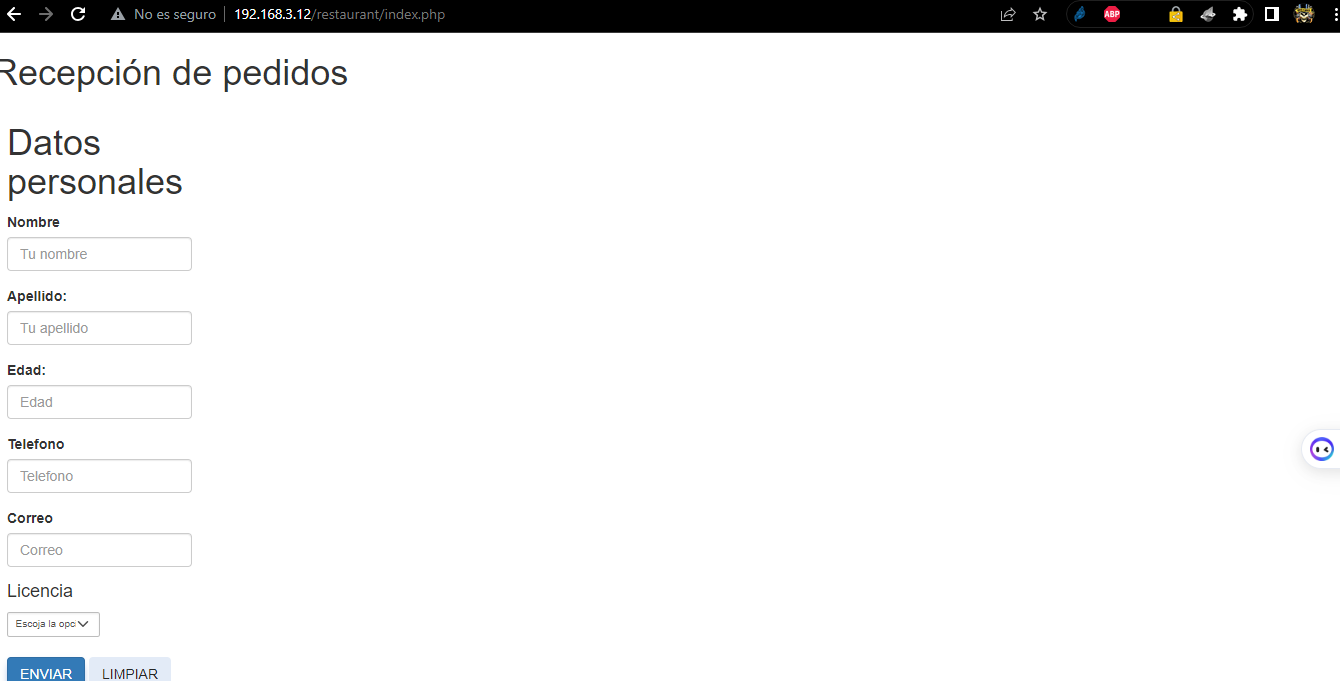 No es seguro 192.168.3.12/restaurant/index.php
ABP
Recepción de pedidos
Datos
personales
Nombre
Tu nombre
Apellido:
Tu apellido
Edad:
Edad
Telefono
Telefono
Correo
Correo
Licencia
Escoja la opc
ENVIAR LIMPIAR